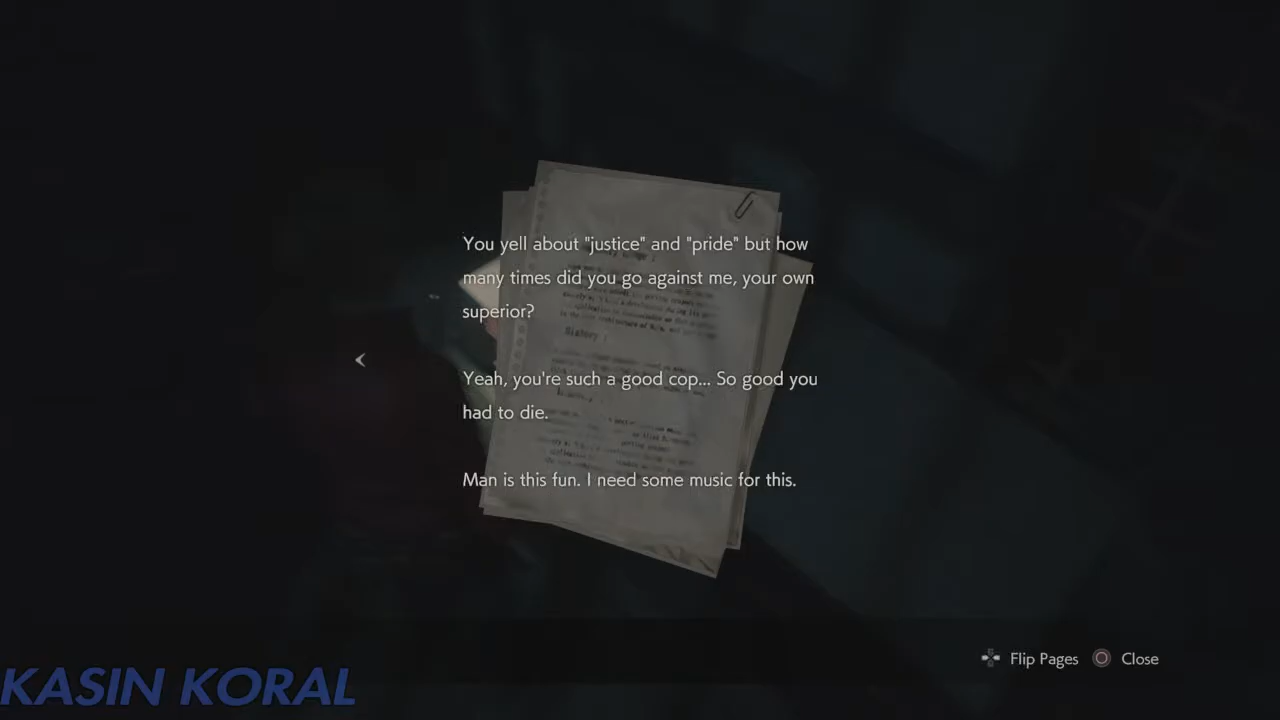 You yell about "justice" and "pride" but how
many times did you go against me, your own
superior?
Yeah, you're such a good cop... So good you
had to die.
Man is this fun. I need some music for this.
Flip Pages
Close
KASIN KORAL